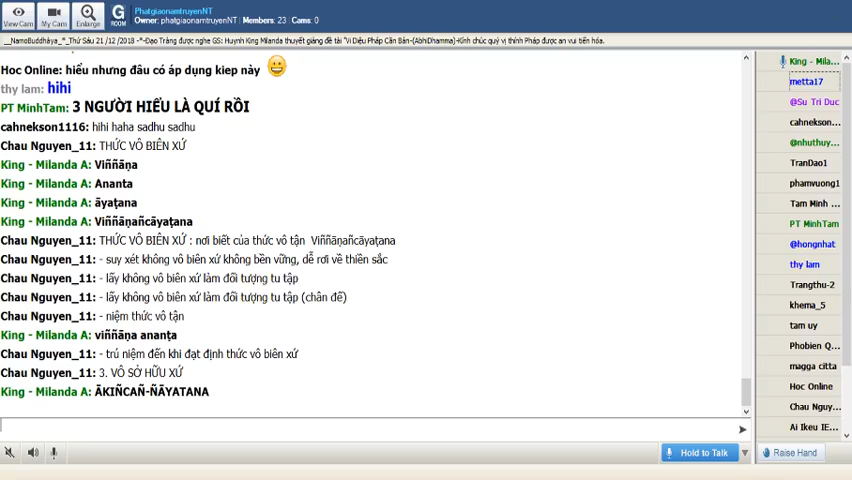 View Cam
My Cam
Enlarge
G
ROOM
PhatgiaonamtruyenNT
Owner: phatgiaonamtruyenNT | Members: 23 | Cams: 0
__NamoBuddhàya_*_Thứ Sáu 21 /12 /2018 -*-Đạo Tràng được nghe GS: Huynh King Milanda thuyết giảng đề tài "Vi Diệu Pháp Căn Bản-(AbhiDhamma)-Kính chúc quý vị thính Pháp được an vui tiến hóa.
Hoc Online: hiểu nhưng đâu có áp dụng kiep này
thy lam: hihi
PT MinhTam: 3 NGƯỜI HIỂU LÀ QUÍ RỒI
cahnekson1116: hihi haha sadhu sadhu
Chau Nguyen_11: THỨC VÔ BIÊN XỨ
King - Milanda A: Viññāṇa
King - Milanda A: Ananta
King - Milanda A: āyaṭana
King - Milanda A: Viññāṇañcāyaṭana
Chau Nguyen_11: THỨC VÔ BIÊN XỨ : nơi biết của thức vô tận  Viññāṇañcāyaṭana
Chau Nguyen_11: - suy xét không vô biên xứ không bền vững, dễ rơi về thiền sắc
Chau Nguyen_11: - lấy không vô biên xứ làm đối tượng tu tập
Chau Nguyen_11: - lấy không vô biên xứ làm đối tượng tu tập (chân đế)
Chau Nguyen_11: - niệm thức vô tận
King - Milanda A: viññāṇa ananṭa
Chau Nguyen_11: - trú niệm đến khi đạt định thức vô biên xứ
Chau Nguyen_11: 3. VÔ SỞ HỮU XỨ
King - Milanda A: ĀKIÑCAÑ-ÑĀYATANA
King - Mila...
metta17
@Su Tri Duc
cahnekson...
@nhuthuy...
TranDao1
phamvuong1
Tam Minh ...
PT MinhTam
@hongnhat
thy lam
Trangthu-2
khema_5
tam uy
Phobien Q...
magga citta
Hoc Online
Chau Nguy...
Ai Ikeu IE...
Hold to Talk
Raise Hand